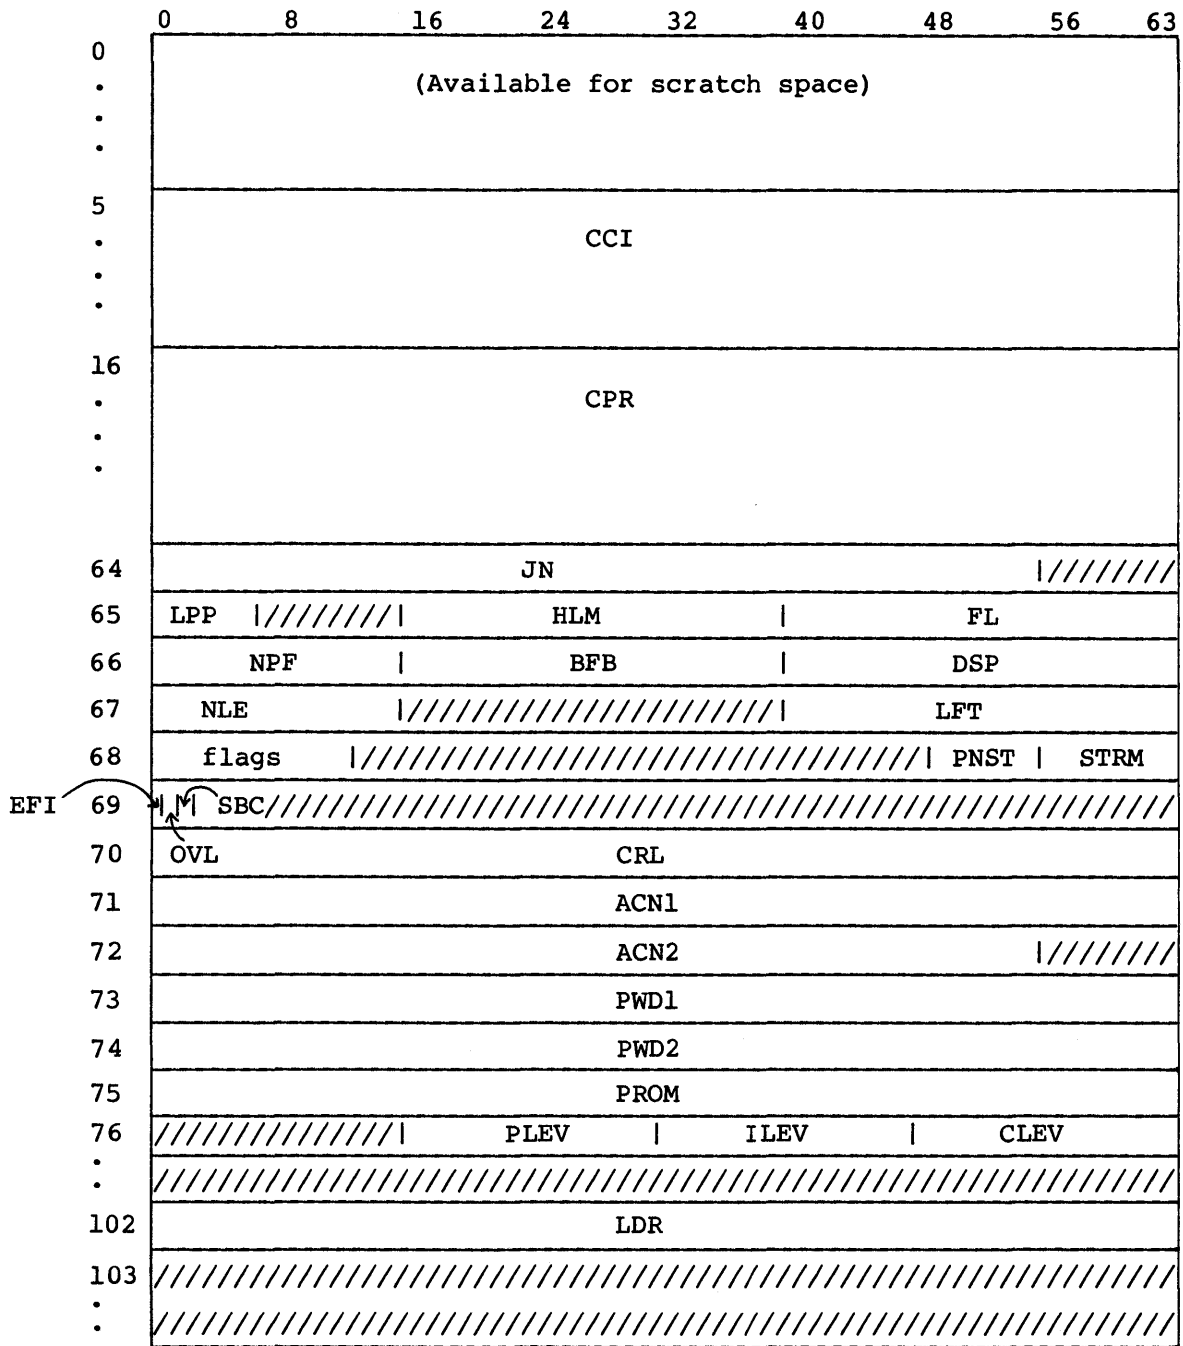 0 8 16 24 32 40 48 56 63
0
(Available for scratch space)
5
CCI
16
CPR
64 JN |////////
65 LPP |////////| HLM | FL
66 NPF | BFB | DSP
67 NLE |///////////////////////| LFT
68 flags |//////////////////////////////////| PNST | STRM
EFI 69 | | | SBC//////////////////////////////////////////////////////////
70 OVL CRL
71 ACN1
72 ACN2 |////////
73 PWD1
74 PWD2
75 PROM
76 ///////////////| PLEV | ILEV | CLEV
////////////////////////////////////////////////////////////////
102 LDR
103 ////////////////////////////////////////////////////////////////
////////////////////////////////////////////////////////////////